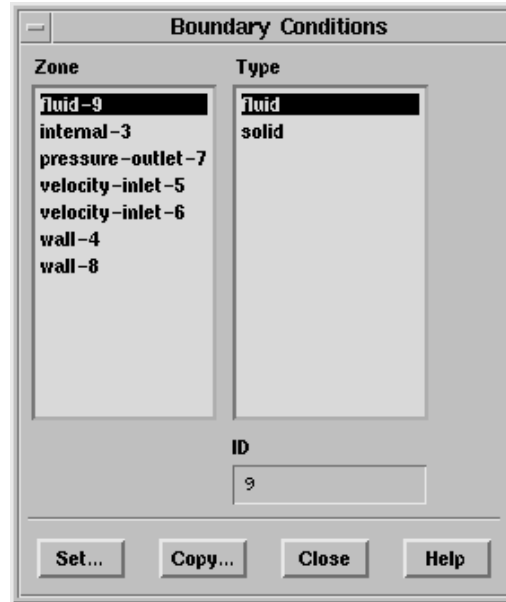 Boundary Conditions
Zone
Type
fluid-9
internal-3
pressure-outlet-7
velocity-inlet-5
velocity-inlet-6
wall-4
wall-8
fluid
solid
ID
9
Set... Copy... Close Help